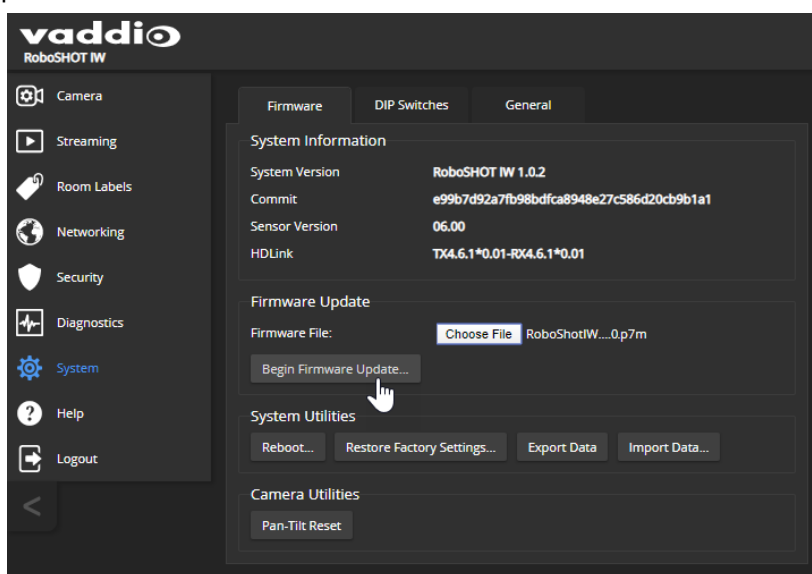 vaddio
RoboSHOT IW
Camera
Streaming
Room Labels
Networking
Security
Diagnostics
System
Help
Logout
<
Firmware DIP Switches General
System Information
System Version RoboSHOT IW 1.0.2
Commit e99b7d92a7fb98bdfca8948e27c586d20cb9b1a1
Sensor Version 06.00
HDLink TX4.6.1*0.01-RX4.6.1*0.01
Firmware Update
Firmware File: Choose File RoboShotIW....0.p7m
Begin Firmware Update...
System Utilities
Reboot... Restore Factory Settings... Export Data Import Data...
Camera Utilities
Pan-Tilt Reset